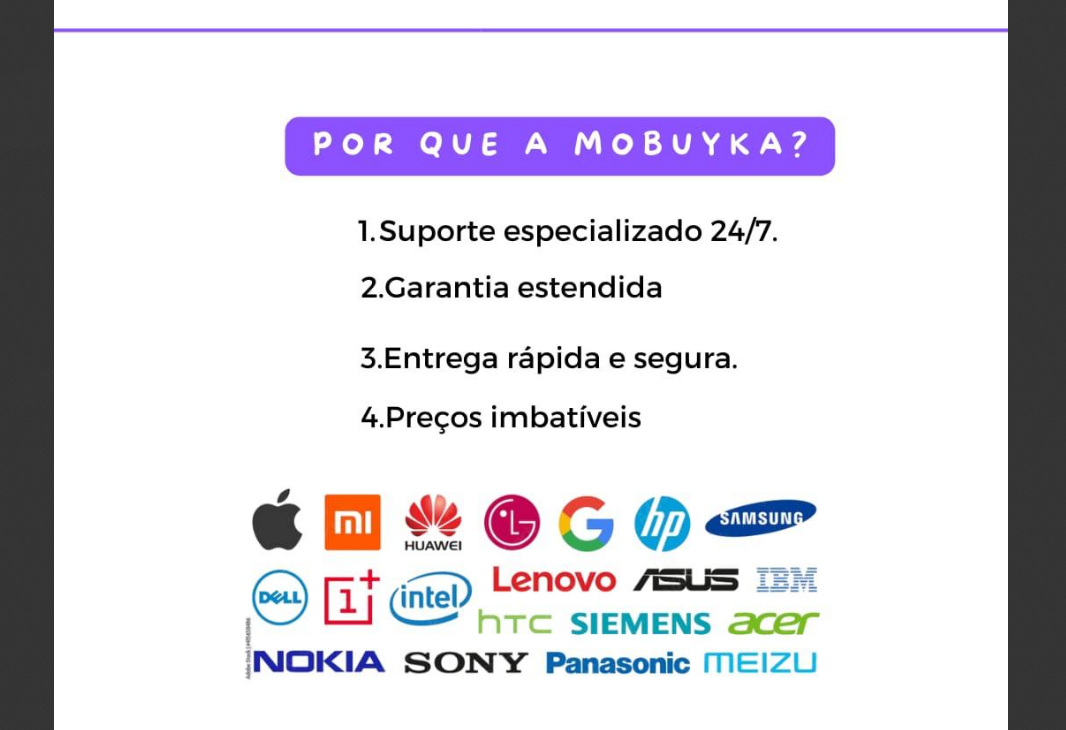 POR QUE A MOBUYKA?
1.Suporte especializado 24/7.
2.Garantia estendida
3.Entrega rápida e segura.
4.Preços imbatíveis
mi HUAWEI LG G hp SAMSUNG
DELL 1+ intel Lenovo ASUS IBM
hTC SIEMENS acer
NOKIA SONY Panasonic MEIZU